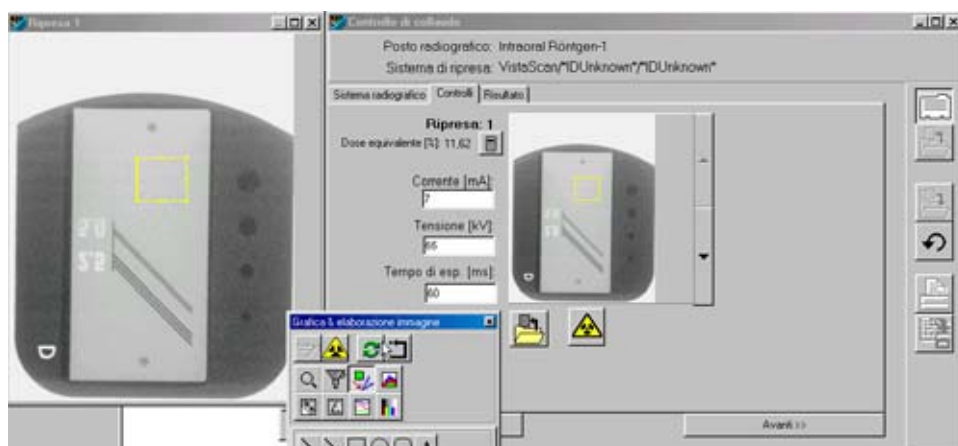 Ripresa 1
Controllo di collaudo
Posto radiografico: Intraoral Röntgen-1
Sistema di ripresa: VistaScan/*IDUnknown*/*IDUnknown*
Sistema radiografico
Controlli
Risultato
Ripresa: 1
Dose equivalente [%]: 11,62
Corrente [mA]:
7
Tensione [kV]:
65
Tempo di esp. [ms]:
60
Grafica & elaborazione immagine
D
D
Avanti >>